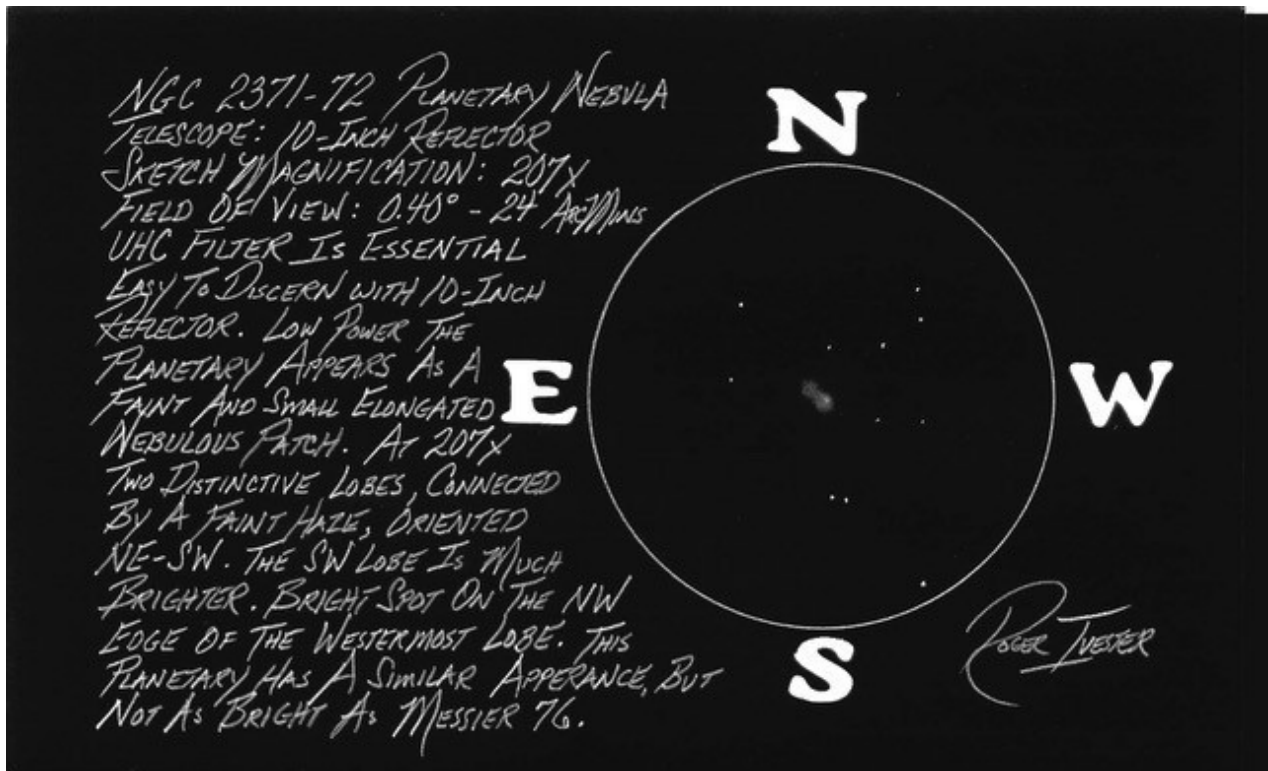 NGC 2371-72 PLANETARY NEBULA
TELESCOPE: 10-INCH REFLECTOR
SKETCH MAGNIFICATION: 207X
FIELD OF VIEW: 0.40° - 24 ARCMINS
UHC FILTER IS ESSENTIAL
EASY TO DISCERN WITH 10-INCH
REFLECTOR. LOW POWER THE
PLANETARY APPEARS AS A
FAINT AND SMALL ELONGATED
NEBULOUS PATCH. AT 207X
TWO DISTINCTIVE LOBES, CONNECTED
BY A FAINT HAZE, ORIENTED
NE-SW. THE SW LOBE IS MUCH
BRIGHTER. BRIGHT SPOT ON THE NW
EDGE OF THE WESTERMOST LOBE. THIS
PLANETARY HAS A SIMILAR APPERANCE, BUT
NOT AS BRIGHT AS MESSIER 76.
N
E
W
S
ROGER IVESTER